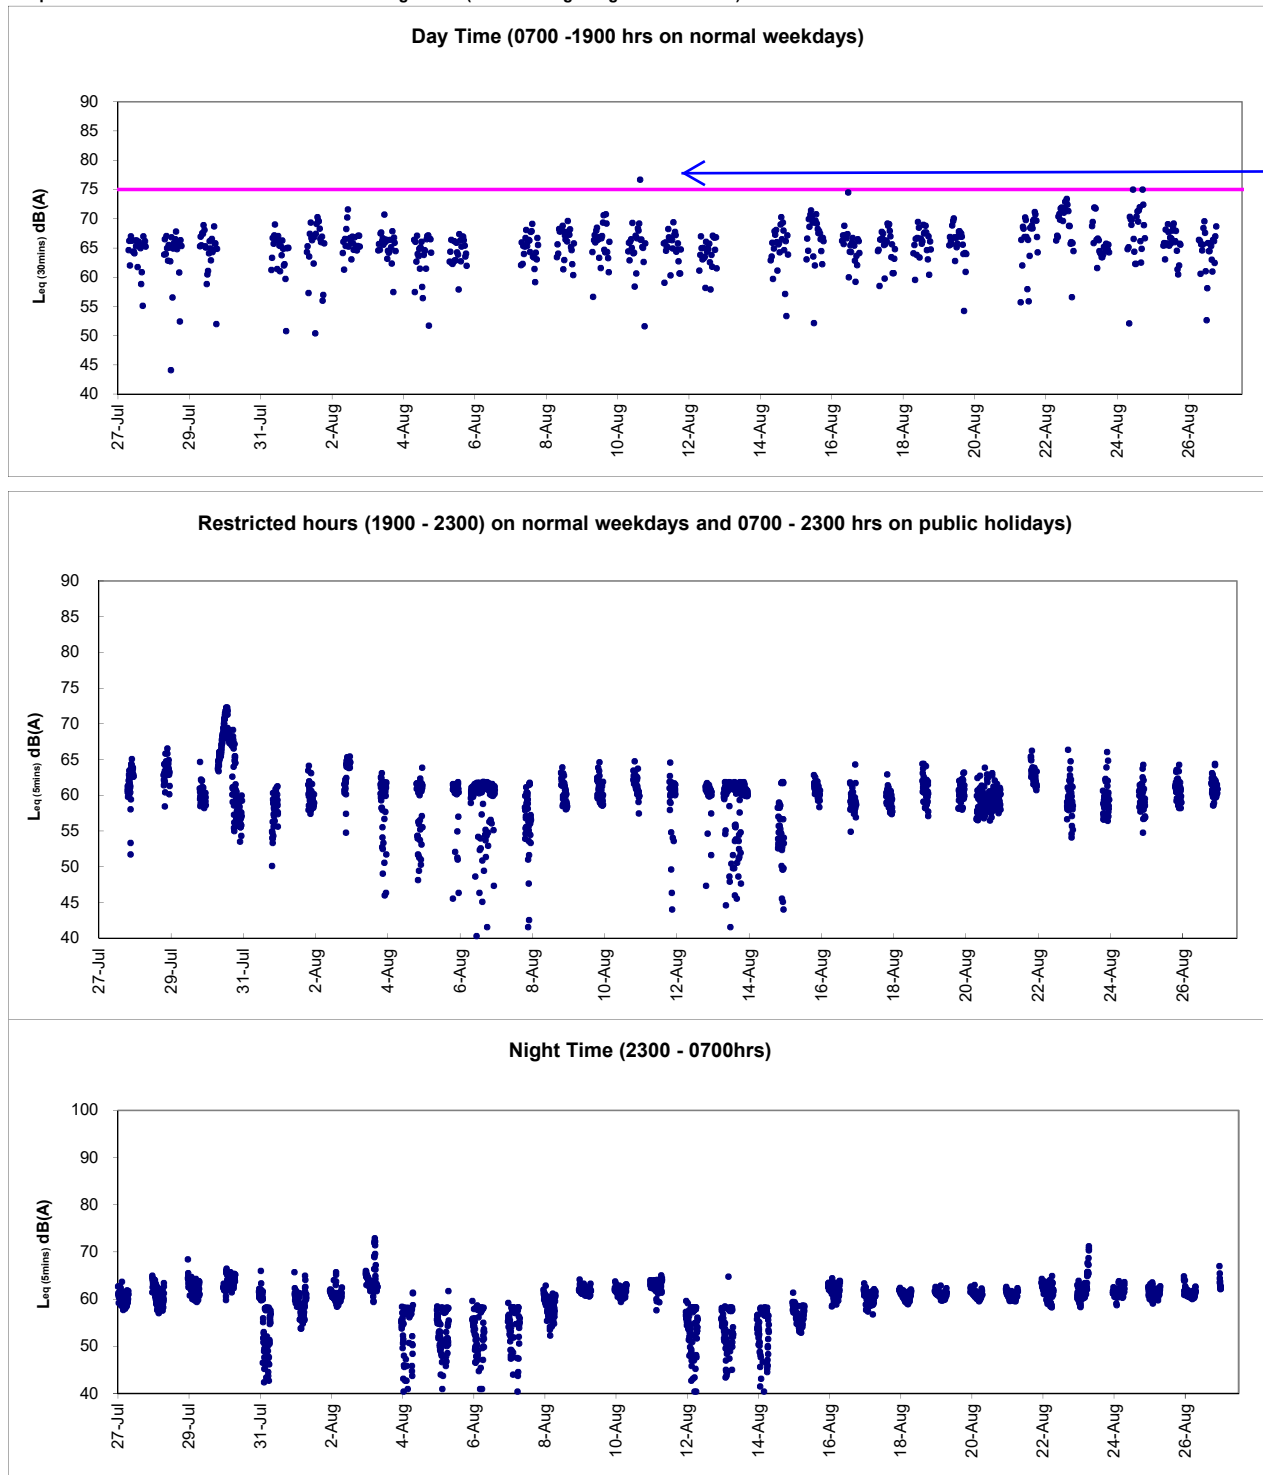 Day Time (0700 -1900 hrs on normal weekdays)
Leq (30mins) dB(A)
90
85
80
75
70
65
60
55
50
45
40
27-Jul
29-Jul
31-Jul
2-Aug
4-Aug
6-Aug
8-Aug
10-Aug
12-Aug
14-Aug
16-Aug
18-Aug
20-Aug
22-Aug
24-Aug
26-Aug
Restricted hours (1900 - 2300) on normal weekdays and 0700 - 2300 hrs on public holidays)
Leq (5mins) dB(A)
90
85
80
75
70
65
60
55
50
45
40
27-Jul
29-Jul
31-Jul
2-Aug
4-Aug
6-Aug
8-Aug
10-Aug
12-Aug
14-Aug
16-Aug
18-Aug
20-Aug
22-Aug
24-Aug
26-Aug
Night Time (2300 - 0700hrs)
Leq (5mins) dB(A)
100
90
80
70
60
50
40
27-Jul
29-Jul
31-Jul
2-Aug
4-Aug
6-Aug
8-Aug
10-Aug
12-Aug
14-Aug
16-Aug
18-Aug
20-Aug
22-Aug
24-Aug
26-Aug